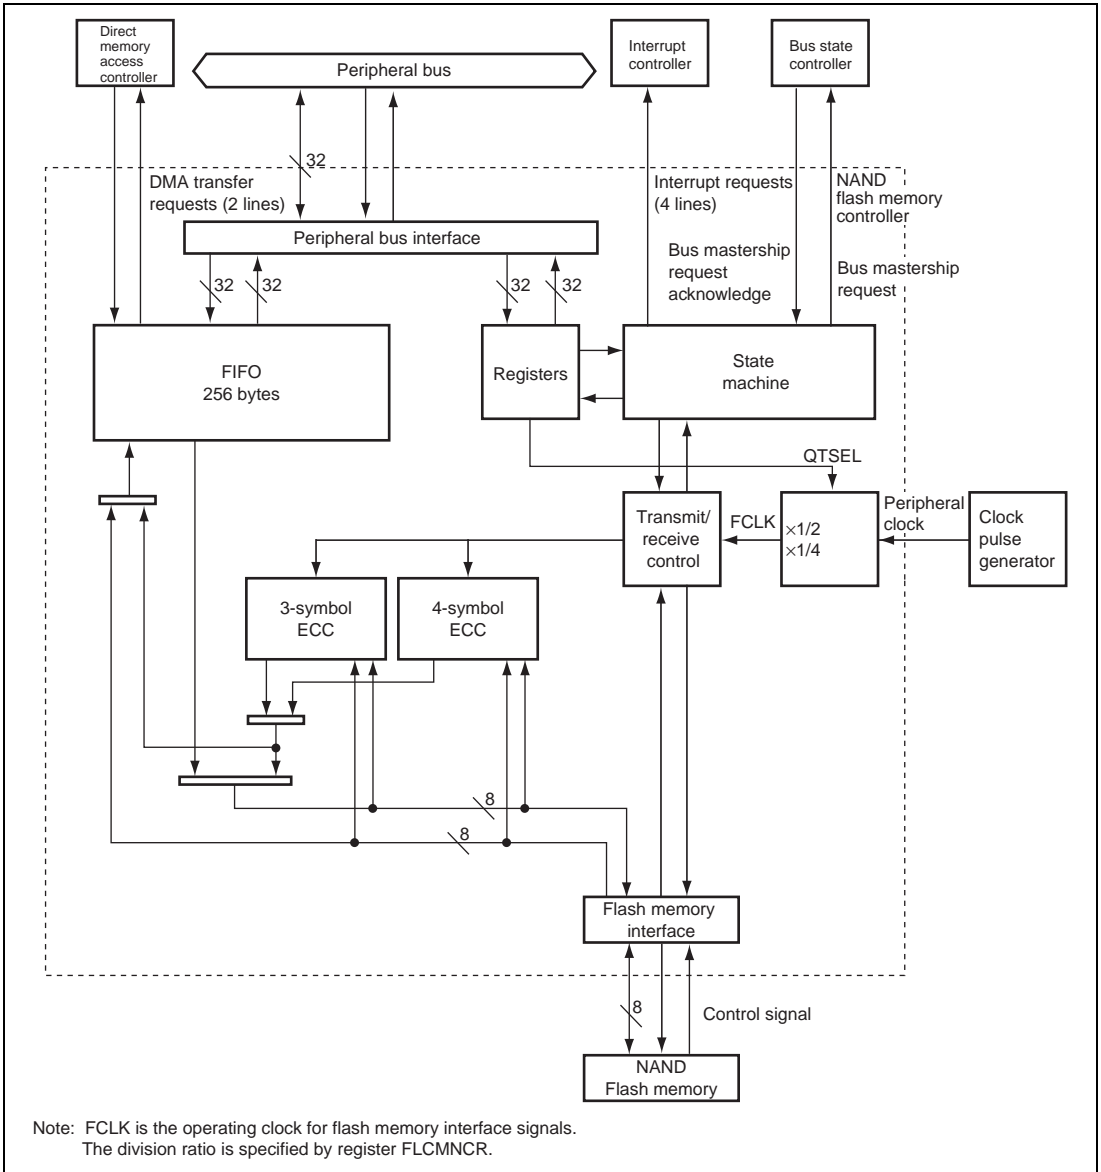 Direct
memory
access
controller
Peripheral bus
Interrupt
controller
Bus state
controller
32
DMA transfer
requests (2 lines)
Interrupt requests
(4 lines)
NAND
flash memory
controller
Peripheral bus interface
Bus mastership
request
acknowledge
Bus mastership
request
32
32
32
32
FIFO
256 bytes
Registers
State
machine
QTSEL
Transmit/
receive
control
FCLK
×1/2
×1/4
Peripheral
clock
Clock
pulse
generator
3-symbol
ECC
4-symbol
ECC
8
8
Flash memory
interface
8
Control signal
NAND
Flash memory
Note: FCLK is the operating clock for flash memory interface signals.
The division ratio is specified by register FLCMNCR.